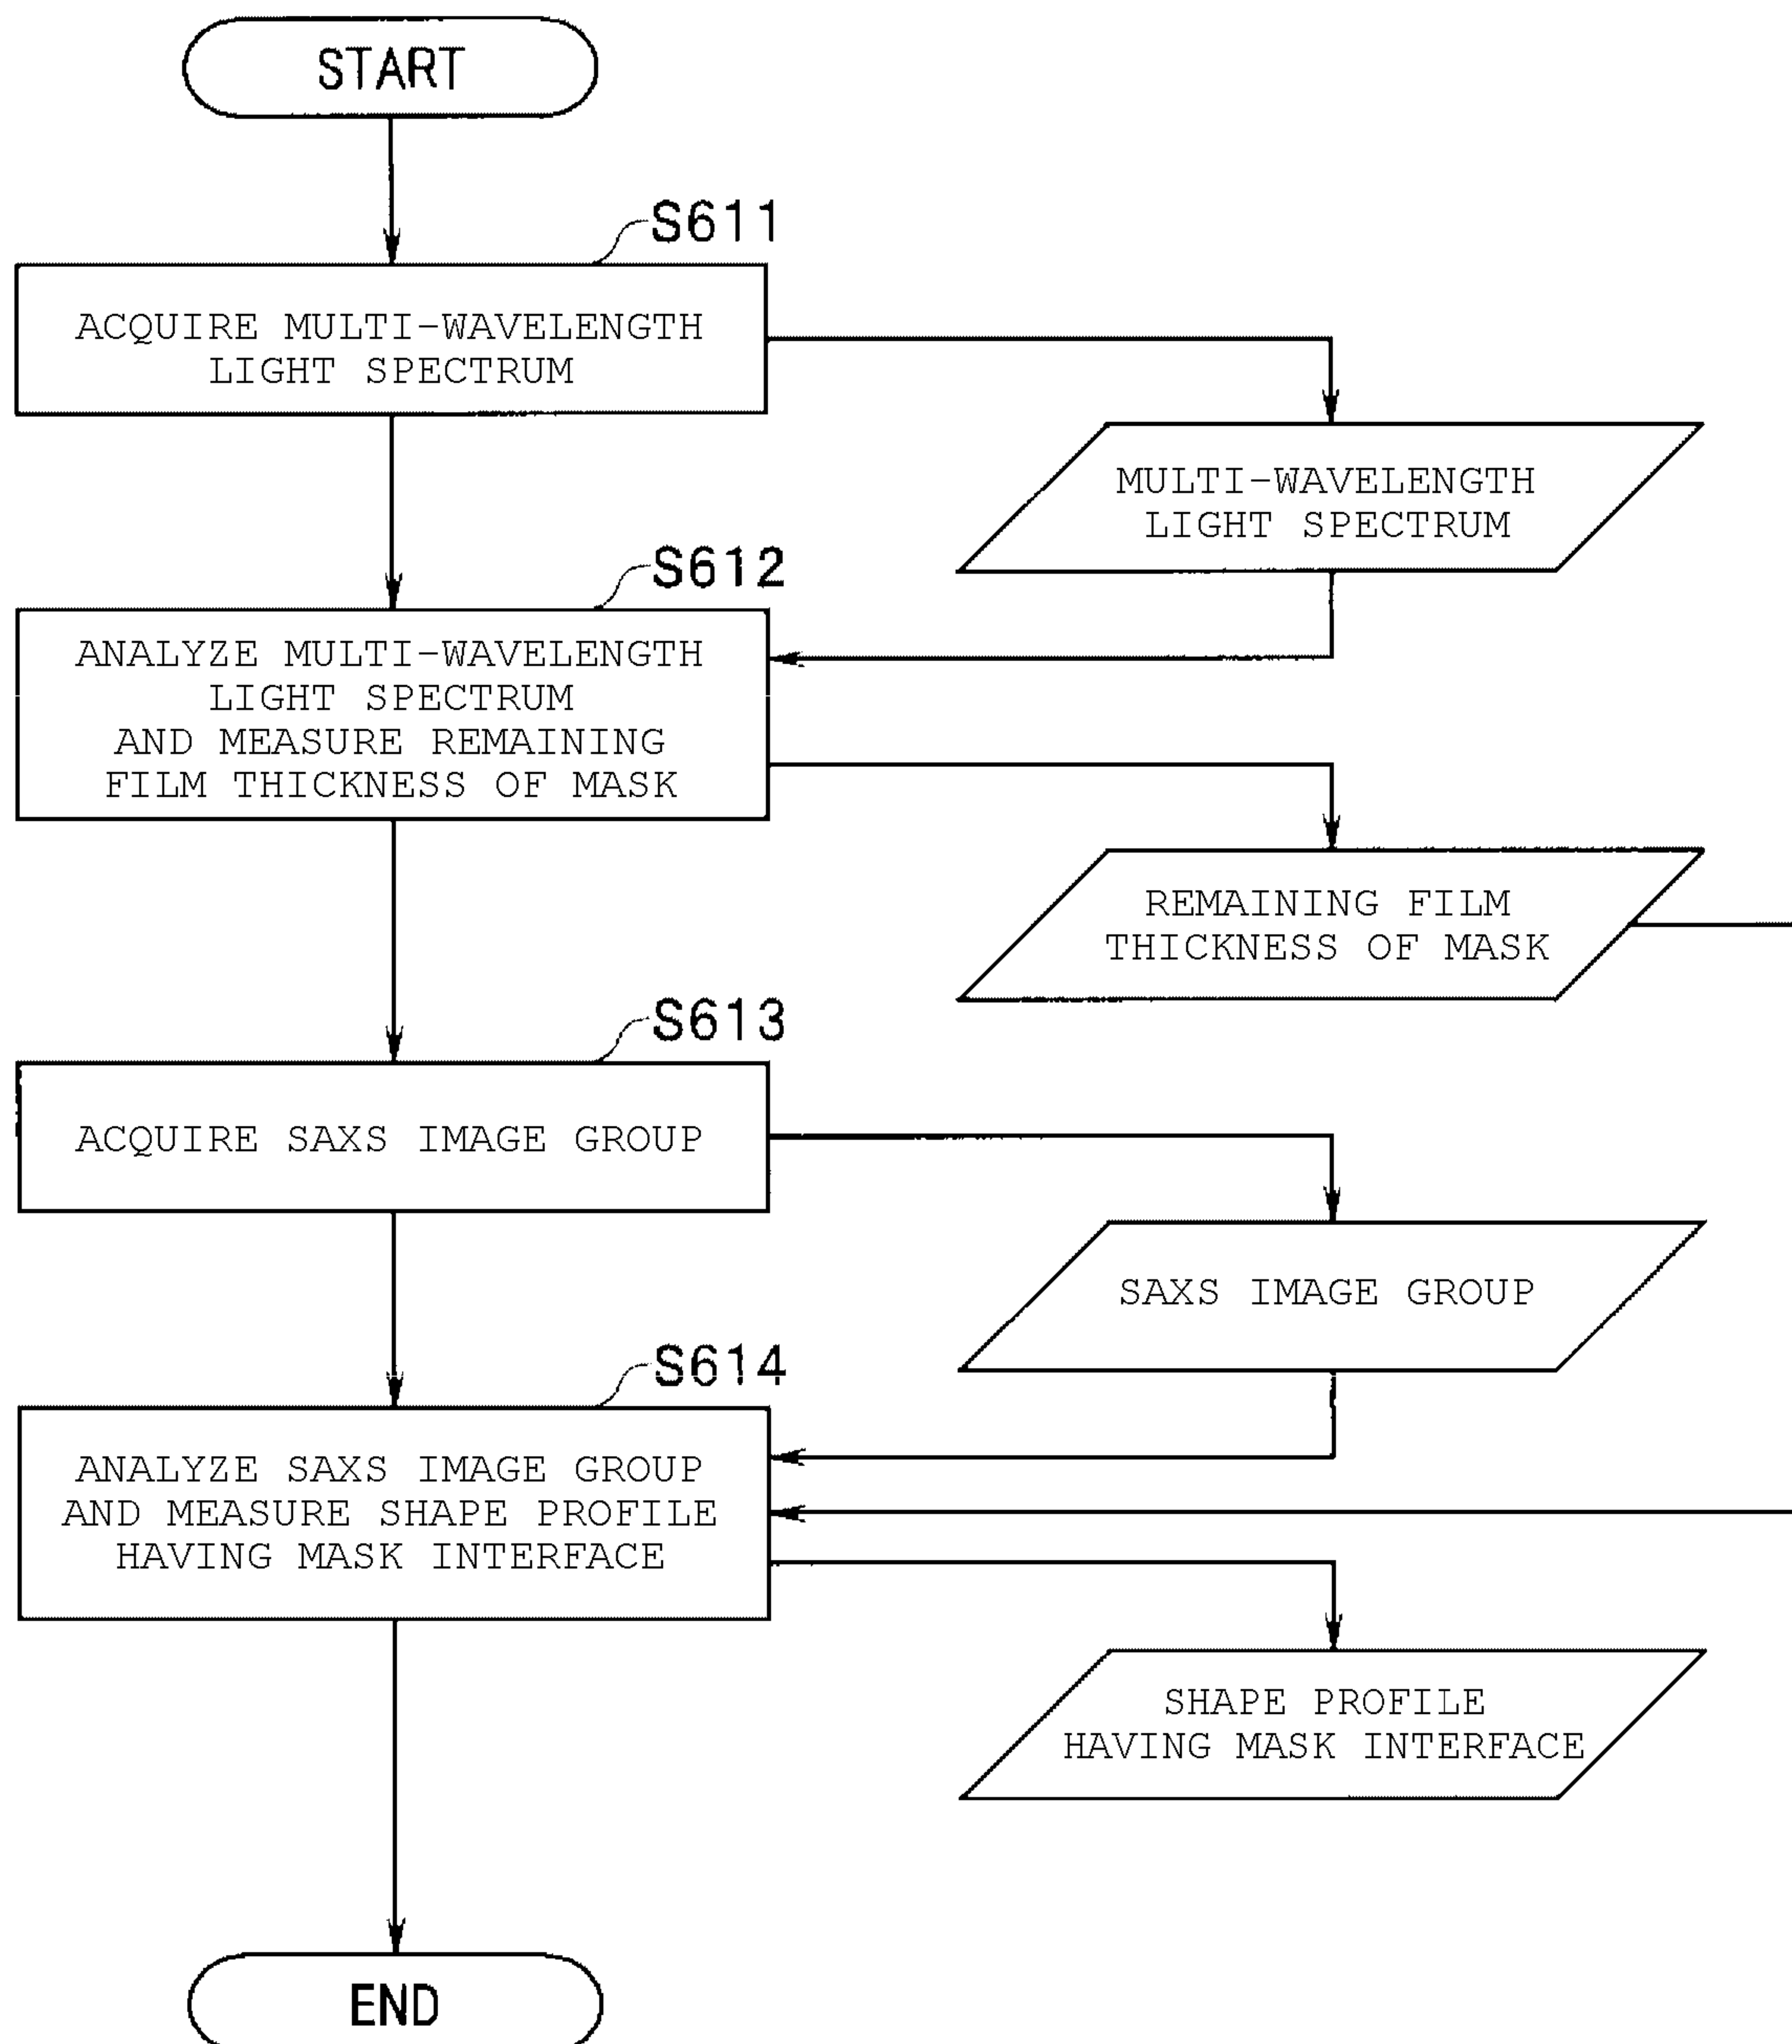 START
S611
ACQUIRE MULTI-WAVELENGTH
LIGHT SPECTRUM
MULTI-WAVELENGTH
LIGHT SPECTRUM
S612
ANALYZE MULTI-WAVELENGTH
LIGHT SPECTRUM
AND MEASURE REMAINING
FILM THICKNESS OF MASK
REMAINING FILM
THICKNESS OF MASK
S613
ACQUIRE SAXS IMAGE GROUP
SAXS IMAGE GROUP
S614
ANALYZE SAXS IMAGE GROUP
AND MEASURE SHAPE PROFILE
HAVING MASK INTERFACE
SHAPE PROFILE
HAVING MASK INTERFACE
END